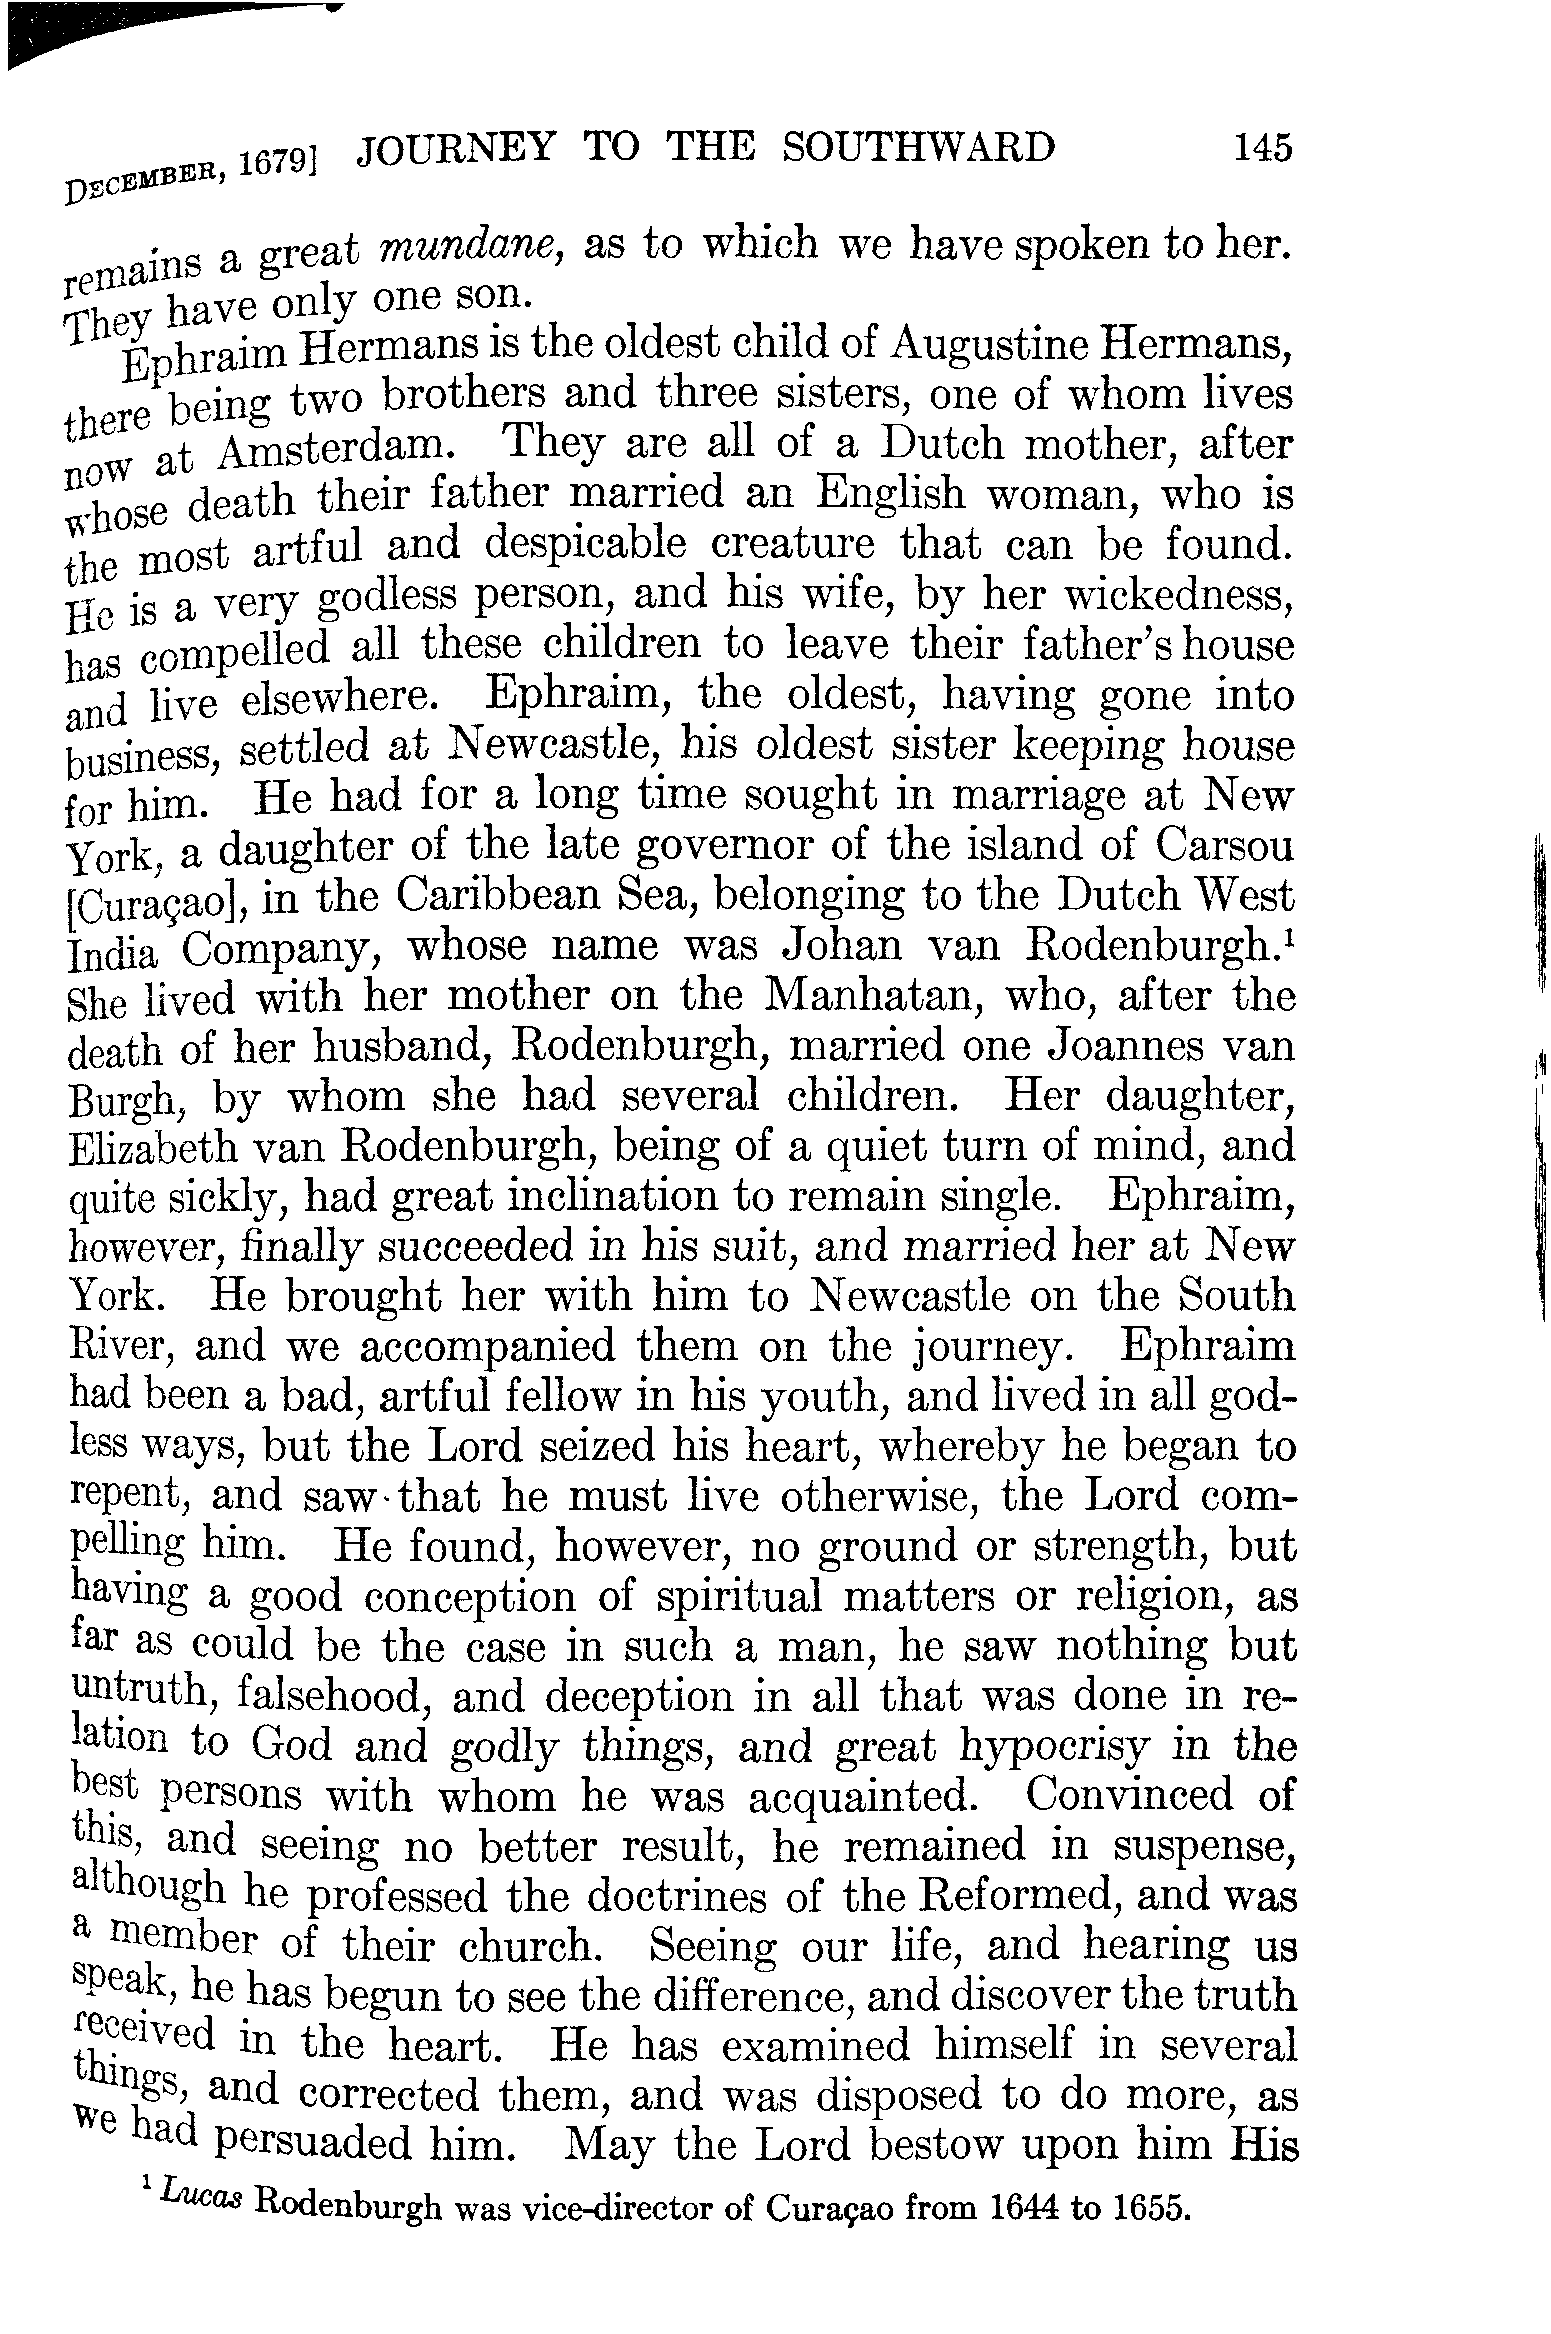 DECEMBER, 1679] JOURNEY TO THE SOUTHWARD 145
remains a great mundane, as to which we have spoken to her.
They have only one son.
Ephraim Hermans is the oldest child of Augustine Hermans,
there being two brothers and three sisters, one of whom lives
now at Amsterdam. They are all of a Dutch mother, after
whose death their father married an English woman, who is
the most artful and despicable creature that can be found.
He is a very godless person, and his wife, by her wickedness,
has compelled all these children to leave their father's house
and live elsewhere. Ephraim, the oldest, having gone into
business, settled at Newcastle, his oldest sister keeping house
for him. He had for a long time sought in marriage at New
York, a daughter of the late governor of the island of Carsou
[Curaçao], in the Caribbean Sea, belonging to the Dutch West
India Company, whose name was Johan van Rodenburgh.¹
She lived with her mother on the Manhatan, who, after the
death of her husband, Rodenburgh, married one Joannes van
Burgh, by whom she had several children. Her daughter,
Elizabeth van Rodenburgh, being of a quiet turn of mind, and
quite sickly, had great inclination to remain single. Ephraim,
however, finally succeeded in his suit, and married her at New
York. He brought her with him to Newcastle on the South
River, and we accompanied them on the journey. Ephraim
had been a bad, artful fellow in his youth, and lived in all god-
less ways, but the Lord seized his heart, whereby he began to
repent, and saw that he must live otherwise, the Lord com-
pelling him. He found, however, no ground or strength, but
having a good conception of spiritual matters or religion, as
far as could be the case in such a man, he saw nothing but
untruth, falsehood, and deception in all that was done in re-
lation to God and godly things, and great hypocrisy in the
best persons with whom he was acquainted. Convinced of
this, and seeing no better result, he remained in suspense,
although he professed the doctrines of the Reformed, and was
a member of their church. Seeing our life, and hearing us
speak, he has begun to see the difference, and discover the truth
received in the heart. He has examined himself in several
things, and corrected them, and was disposed to do more, as
we had persuaded him. May the Lord bestow upon him His
¹ Lucas Rodenburgh was vice-director of Curaçao from 1644 to 1655.